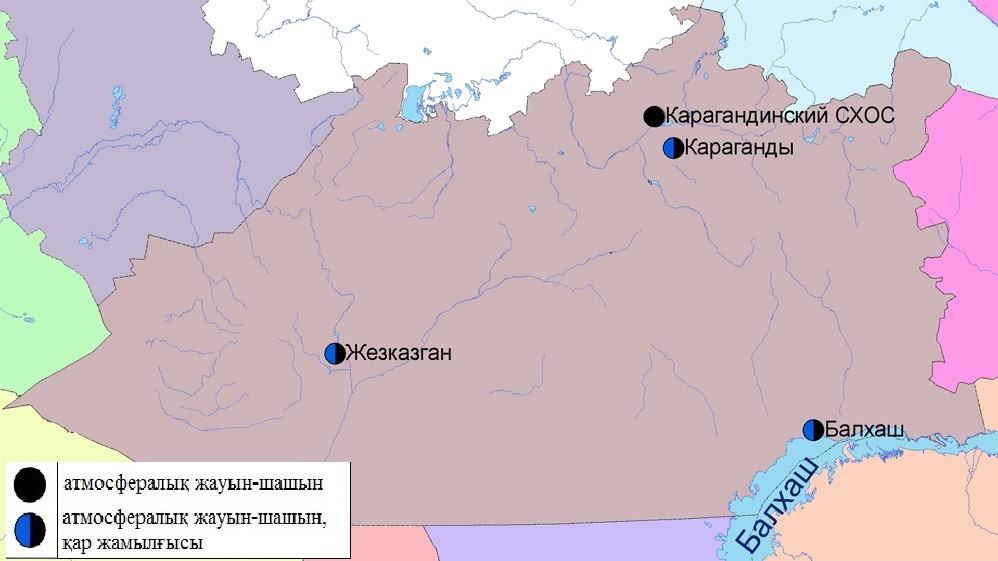 Карагандинский СХОС
Караганды
Жезказган
Балхаш
Балхаш
атмосфералық жауын-шашын
атмосфералық жауын-шашын,
қар жамылғысы